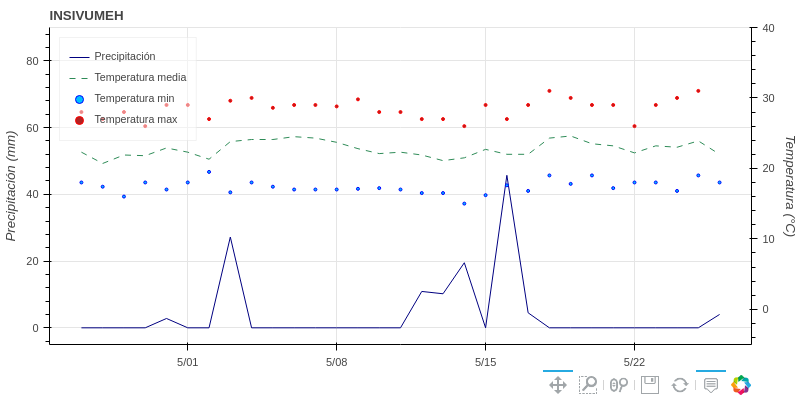 INSIVUMEH
Precipitación
Temperatura media
Temperatura min
Temperatura max
Precipitación (mm)
80
60
40
20
0
Temperatura (°C)
40
30
20
10
0
5/01
5/08
5/15
5/22